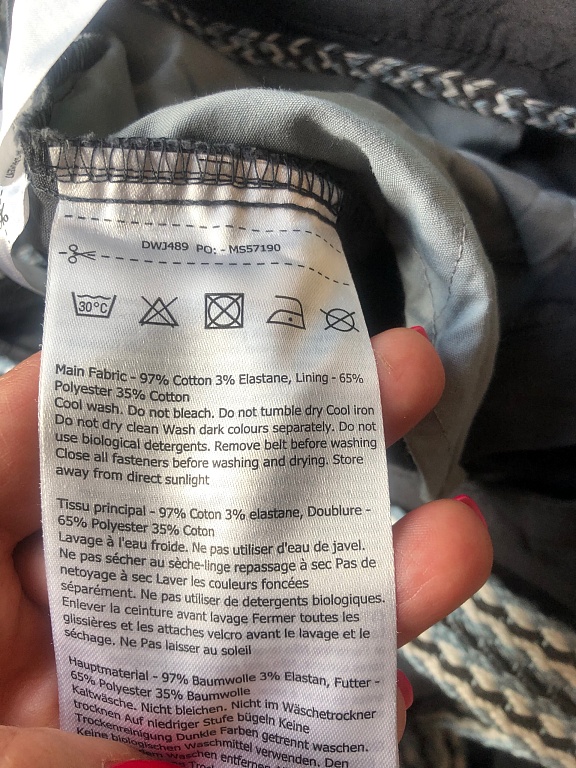 DWJ489 PO: - MS57190
30°C
Main Fabric - 97% Cotton 3% Elastane, Lining - 65%
Polyester 35% Cotton
Cool wash. Do not bleach. Do not tumble dry Cool iron
Do not dry clean Wash dark colours separately. Do not
use biological detergents. Remove belt before washing
Close all fasteners before washing and drying. Store
away from direct sunlight
Tissu principal - 97% Coton 3% elastane, Doublure -
65% Polyester 35% Coton
Lavage à l'eau froide. Ne pas utiliser d'eau de javel.
Ne pas sécher au sèche-linge repassage à sec Pas de
netoyage à sec Laver les couleurs foncées
séparément. Ne pas utiliser de detergents biologiques.
Enlever la ceinture avant lavage Fermer toutes les
glissières et les attaches velcro avant le lavage et le
séchage. Ne Pas laisser au soleil
Hauptmaterial - 97% Baumwolle 3% Elastan, Futter -
65% Polyester 35% Baumwolle
Kaltwäsche. Nicht bleichen. Nicht im Wäschetrockner
trocknen Auf niedriger Stufe bügeln Keine
Trockenreinigung Dunkle Farben getrennt waschen.
Keine biologischen Waschmittel verwenden. Den
dem Waschen entfernen